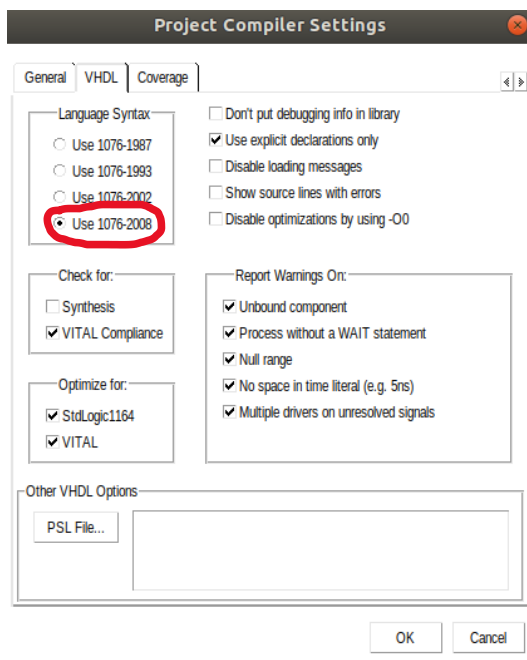 Project Compiler Settings
General VHDL Coverage
Language Syntax
Use 1076-1987
Use 1076-1993
Use 1076-2002
Use 1076-2008
Don't put debugging info in library
Use explicit declarations only
Disable loading messages
Show source lines with errors
Disable optimizations by using -O0
Check for:
Synthesis
VITAL Compliance
Report Warnings On:
Unbound component
Process without a WAIT statement
Null range
No space in time literal (e.g. 5ns)
Multiple drivers on unresolved signals
Optimize for:
StdLogic1164
VITAL
Other VHDL Options
PSL File...
OK Cancel